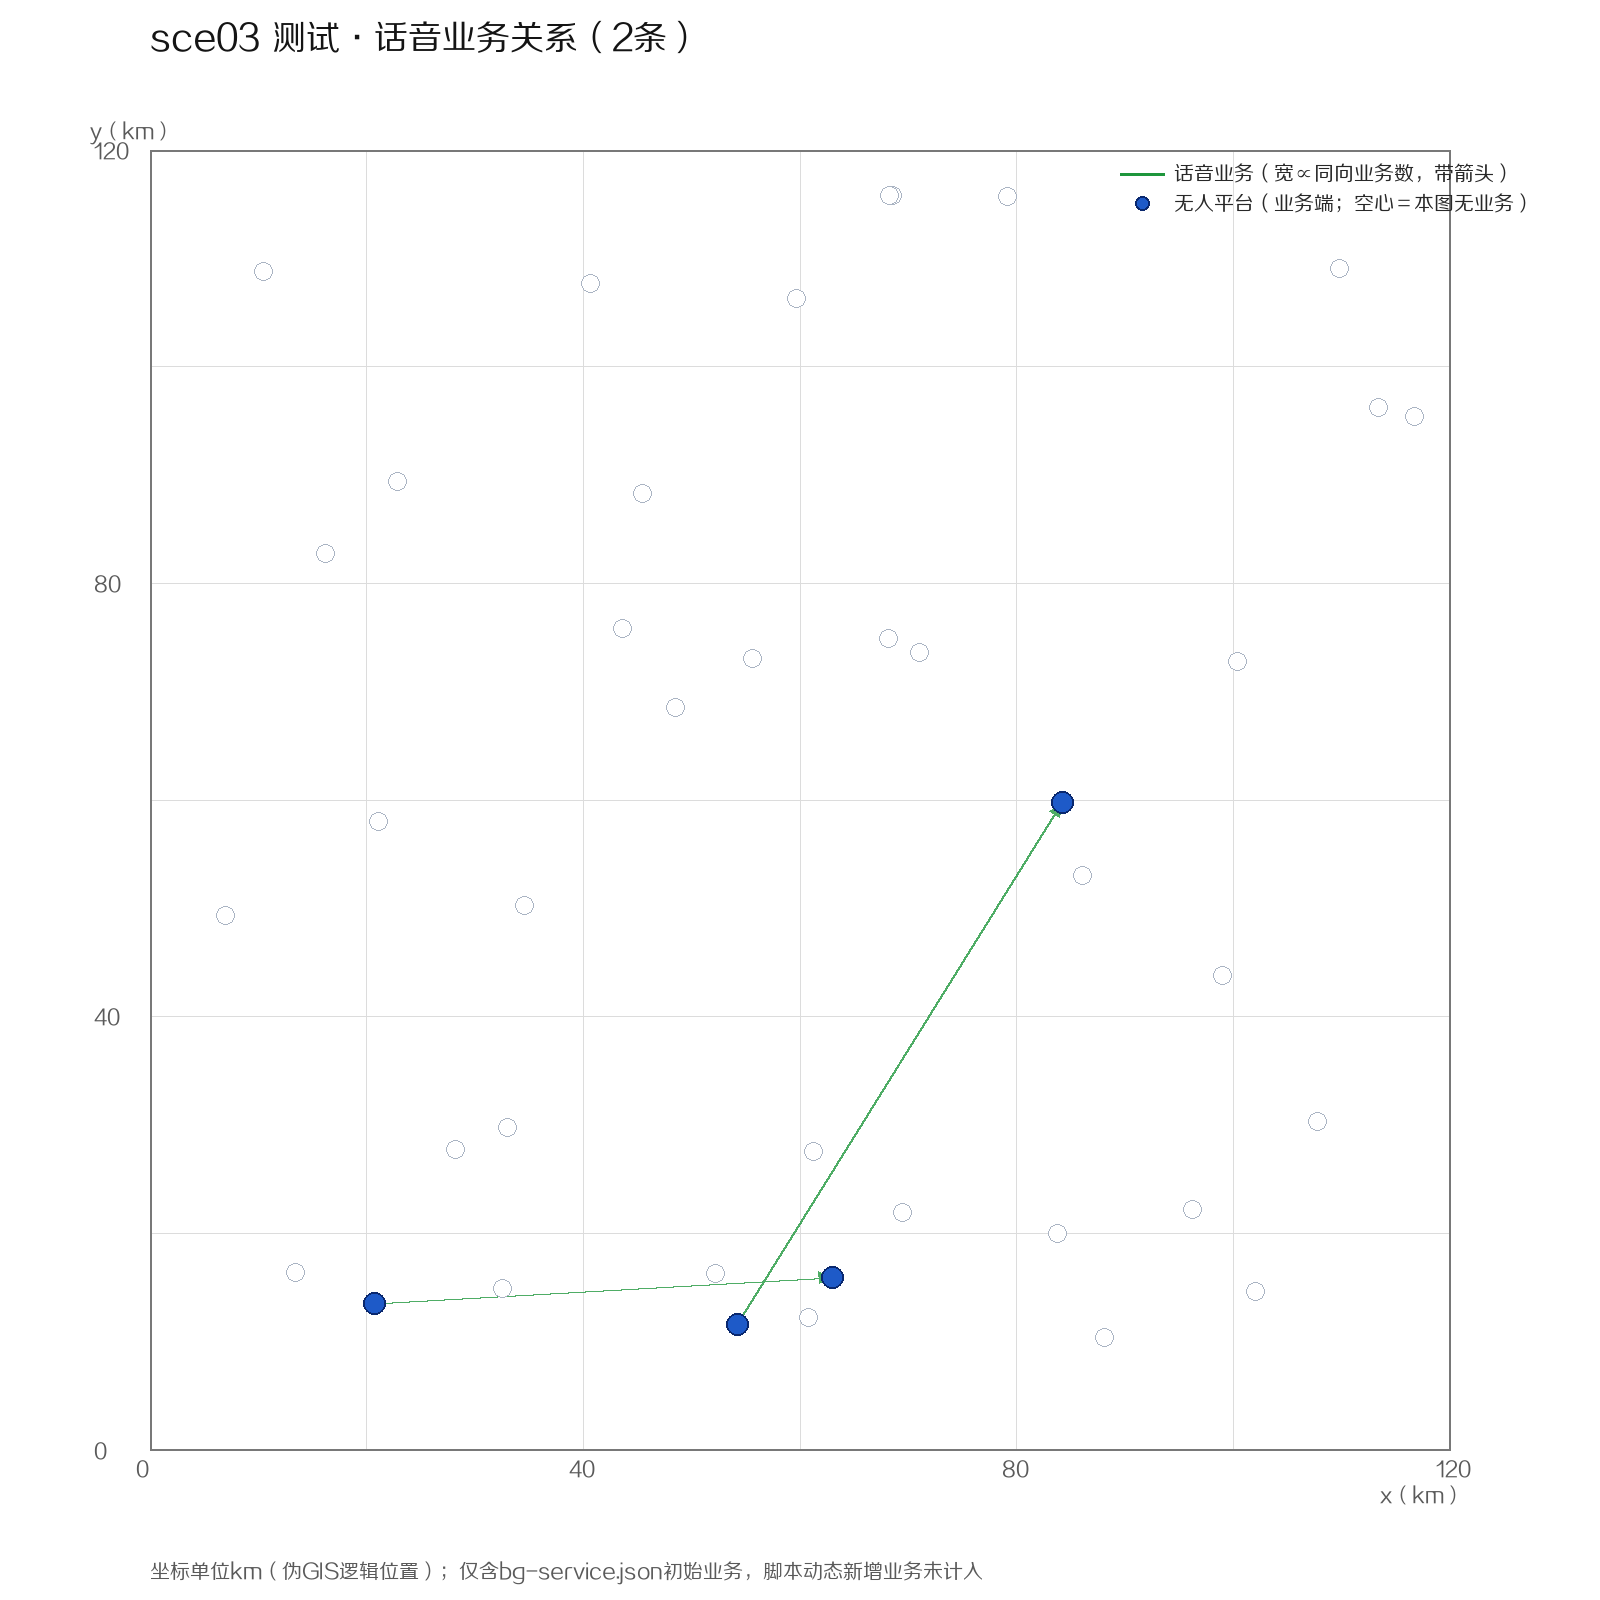 sce03 测试·话音业务关系（2条）
y（km）
120
话音业务（宽∝同向业务数，带箭头）
无人平台（业务端；空心＝本图无业务）
80
40
0
0 40 80 120
x（km）
坐标单位km（伪GIS逻辑位置）；仅含bg-service.json初始业务，脚本动态新增业务未计入